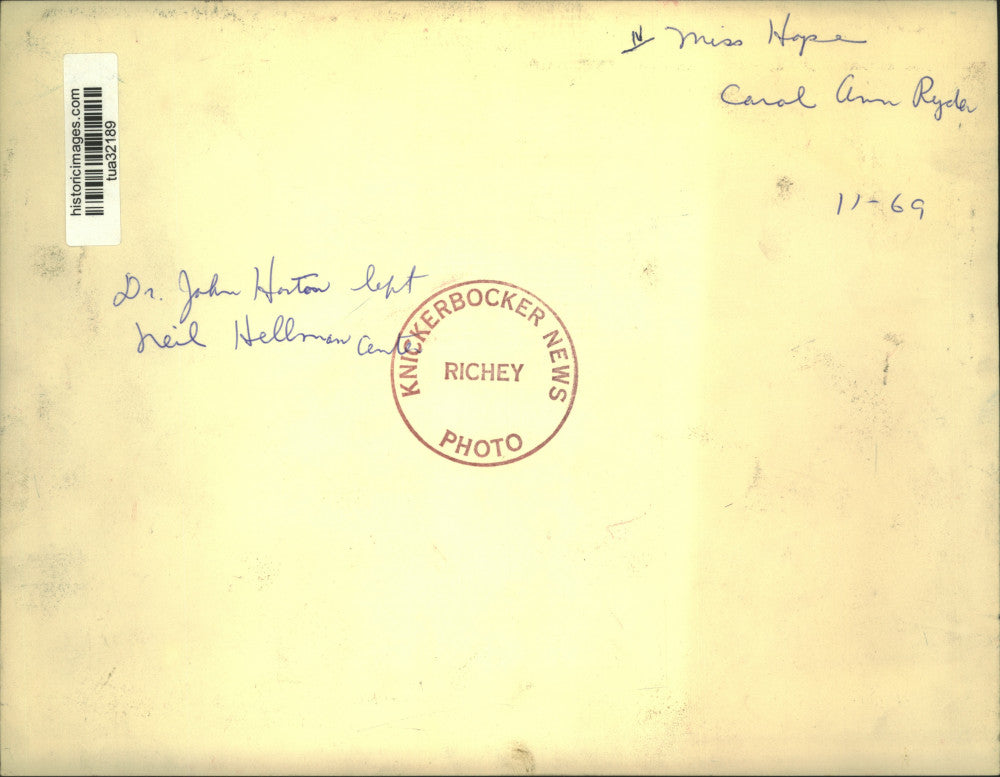 Miss Hope
Carol Ann Ryder
11-69
historicimages.com
tua32189
Dr. John Horton left
Neil Hellman center
KNICKERBOCKER NEWS
RICHEY
PHOTO